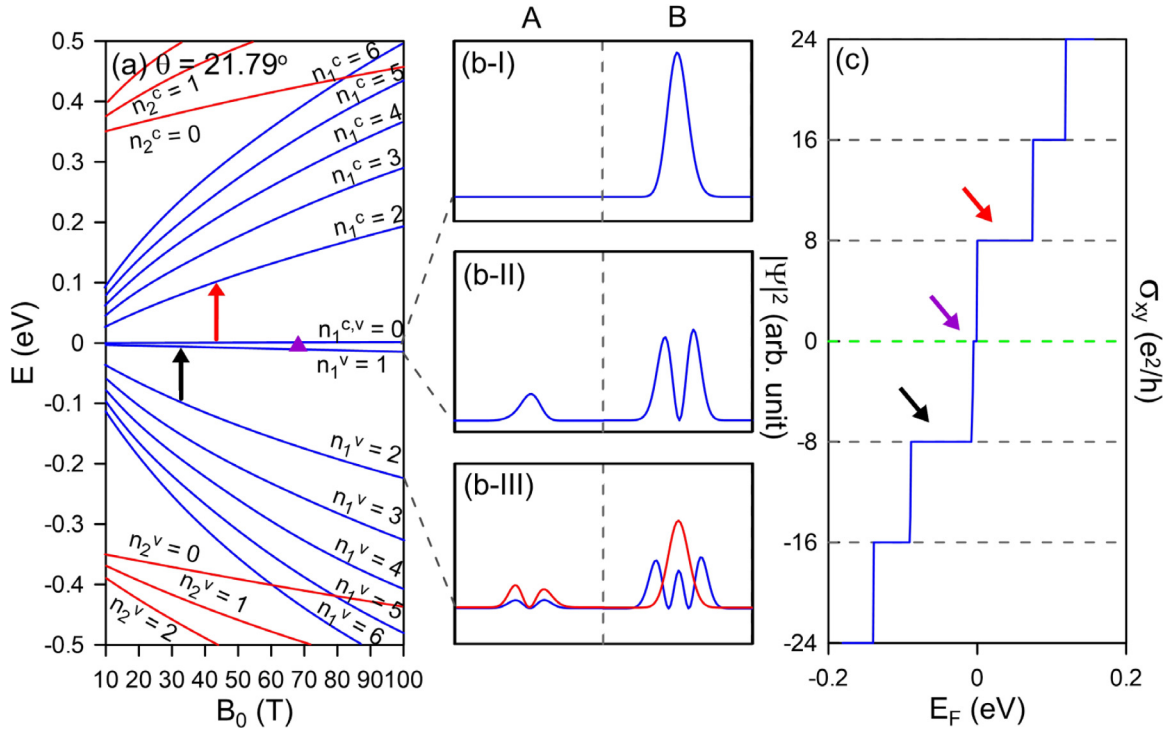 A B
(a) θ = 21.79°
n₁ᶜ = 6
n₁ᶜ = 5
n₁ᶜ = 4
n₁ᶜ = 3
n₁ᶜ = 2
n₂ᶜ = 1
n₂ᶜ = 0
n₁ᶜ,ᵛ = 0
n₁ᵛ = 1
n₁ᵛ = 2
n₁ᵛ = 3
n₁ᵛ = 4
n₁ᵛ = 5
n₁ᵛ = 6
n₂ᵛ = 0
n₂ᵛ = 1
n₂ᵛ = 2
E (eV)
0.5
0.4
0.3
0.2
0.1
0
-0.1
-0.2
-0.3
-0.4
-0.5
10 20 30 40 50 60 70 80 90 100
B₀ (T)
(b-I)
(b-II)
(b-III)
|Ψ|² (arb. unit)
(c)
24
16
8
0
-8
-16
-24
-0.2 0 0.2
E_F (eV)
σ_xy (e²/h)